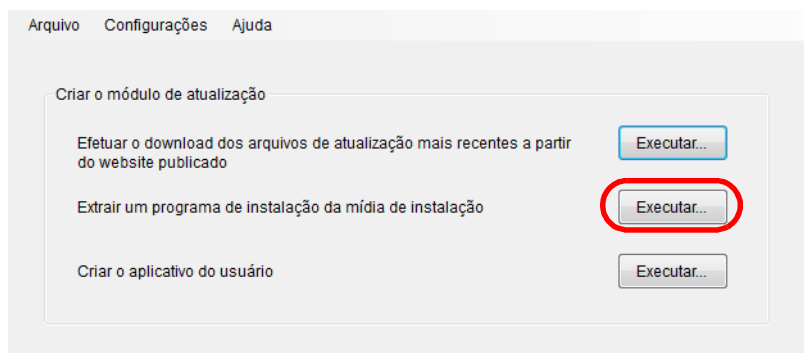 Arquivo Configurações Ajuda
Criar o módulo de atualização
Efetuar o download dos arquivos de atualização mais recentes a partir
do website publicado
Executar...
Extrair um programa de instalação da mídia de instalação
Executar...
Criar o aplicativo do usuário
Executar...